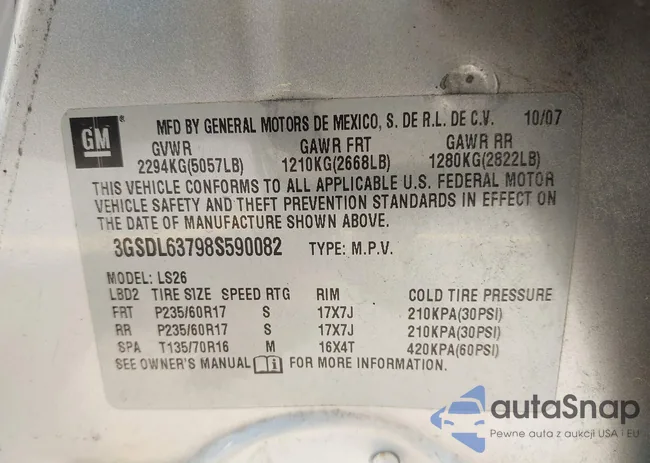 GM
MFD BY GENERAL MOTORS DE MEXICO, S. DE R.L. DE C.V. 10/07
GVWR GAWR FRT GAWR RR
2294KG(5057LB) 1210KG(2668LB) 1280KG(2822LB)
THIS VEHICLE CONFORMS TO ALL APPLICABLE U.S. FEDERAL MOTOR
VEHICLE SAFETY AND THEFT PREVENTION STANDARDS IN EFFECT ON
THE DATE OF MANUFACTURE SHOWN ABOVE.
3GSDL63798S590082 TYPE: M.P.V.
MODEL: LS26
LBD2 TIRE SIZE SPEED RTG RIM COLD TIRE PRESSURE
FRT P235/60R17 S 17X7J 210KPA(30PSI)
RR P235/60R17 S 17X7J 210KPA(30PSI)
SPA T135/70R16 M 16X4T 420KPA(60PSI)
SEE OWNER'S MANUAL FOR MORE INFORMATION.
autaSnap
Pewne auta z aukcji USA i EU